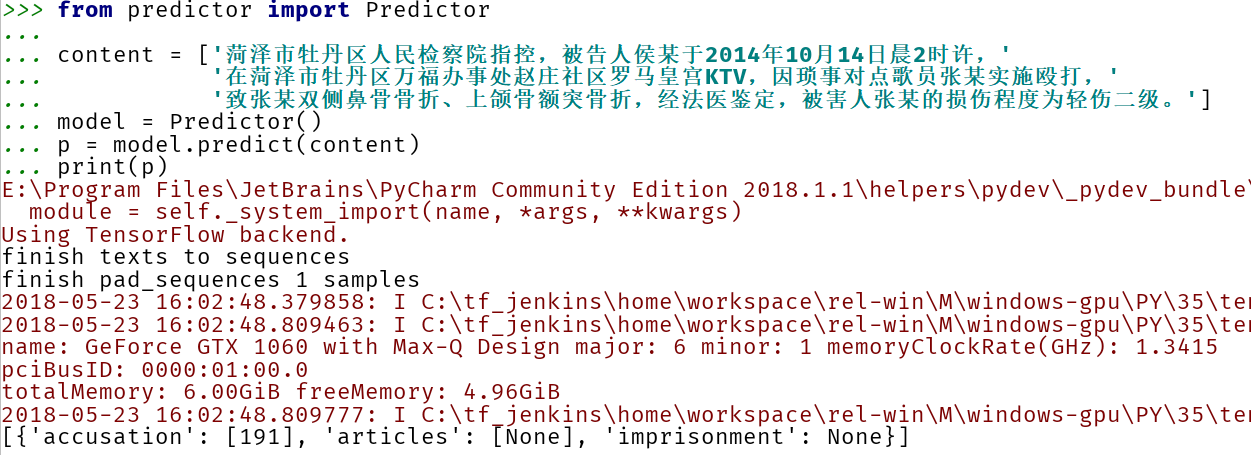 >>> from predictor import Predictor
...
... content = ['菏泽市牡丹区人民检察院指控，被告人侯某于2014年10月14日晨2时许，'
...            '在菏泽市牡丹区万福办事处赵庄社区罗马皇宫KTV，因琐事对点歌员张某实施殴打，'
...            '致张某双侧鼻骨骨折、上颌骨额突骨折，经法医鉴定，被害人张某的损伤程度为轻伤二级。']
... model = Predictor()
... p = model.predict(content)
... print(p)
E:\Program Files\JetBrains\PyCharm Community Edition 2018.1.1\helpers\pydev\_pydev_bundle\
  module = self._system_import(name, *args, **kwargs)
Using TensorFlow backend.
finish texts to sequences
finish pad_sequences 1 samples
2018-05-23 16:02:48.379858: I C:\tf_jenkins\home\workspace\rel-win\M\windows-gpu\PY\35\ten
2018-05-23 16:02:48.809463: I C:\tf_jenkins\home\workspace\rel-win\M\windows-gpu\PY\35\ten
name: GeForce GTX 1060 with Max-Q Design major: 6 minor: 1 memoryClockRate(GHz): 1.3415
pciBusID: 0000:01:00.0
totalMemory: 6.00GiB freeMemory: 4.96GiB
2018-05-23 16:02:48.809777: I C:\tf_jenkins\home\workspace\rel-win\M\windows-gpu\PY\35\ten
[{'accusation': [191], 'articles': [None], 'imprisonment': None}]